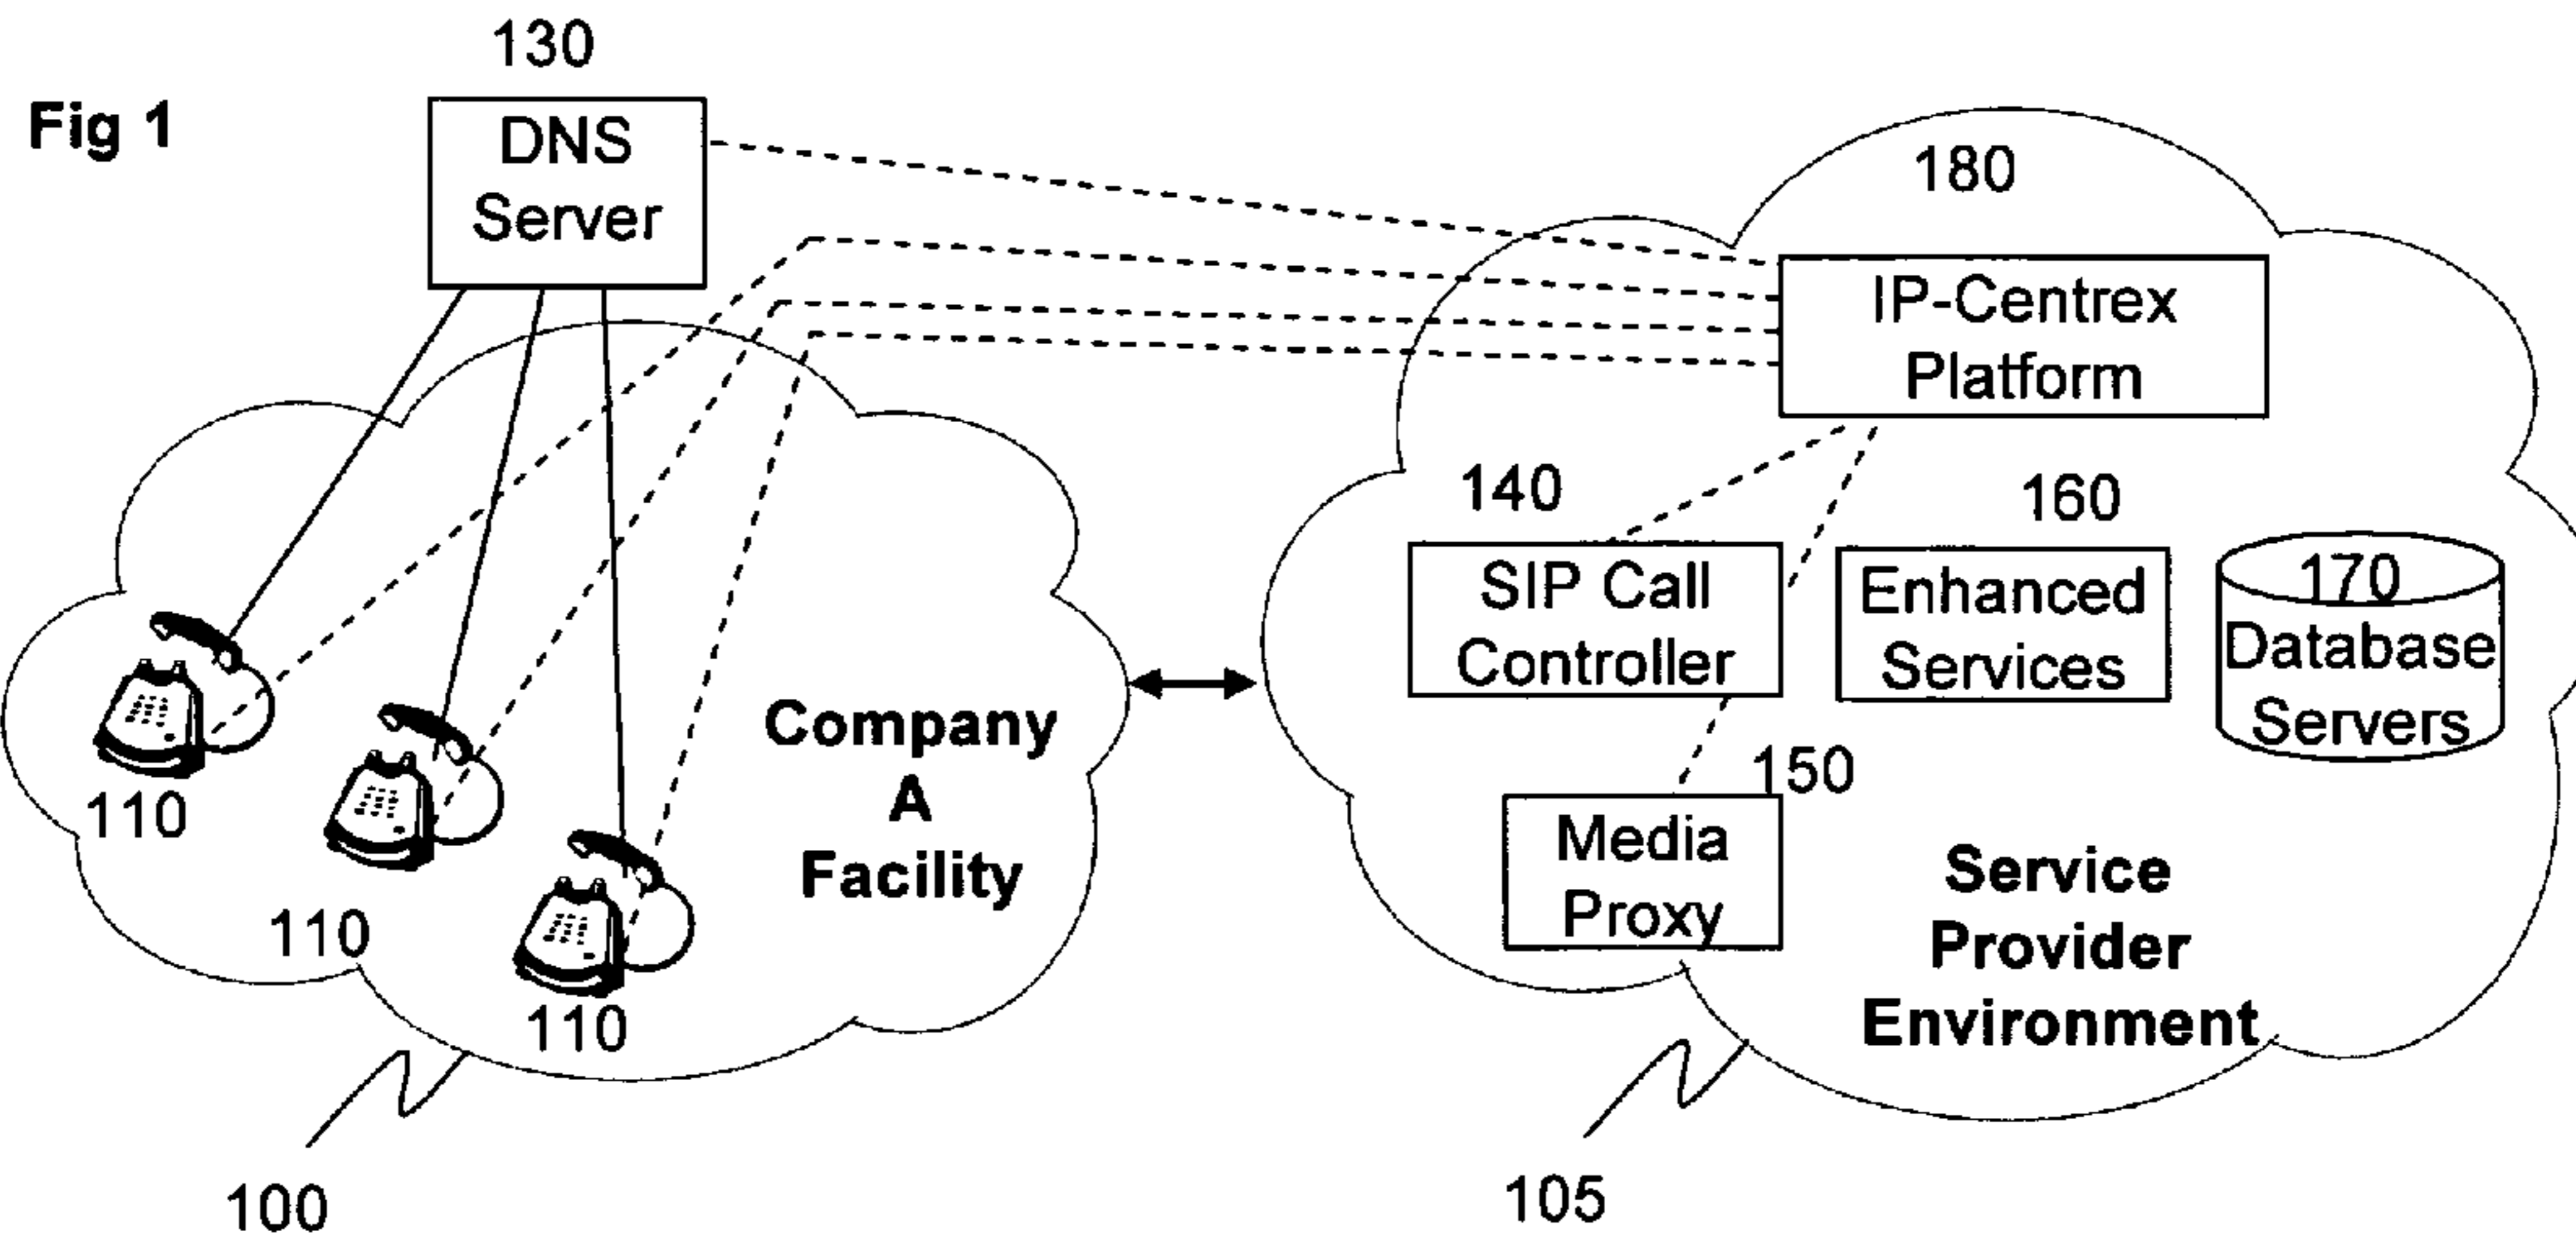 130
Fig 1
DNS
Server
180
IP-Centrex
Platform
140
160
SIP Call
Controller
Enhanced
Services
170
Database
Servers
110
110
110
Company
A
Facility
150
Media
Proxy
Service
Provider
Environment
100
105